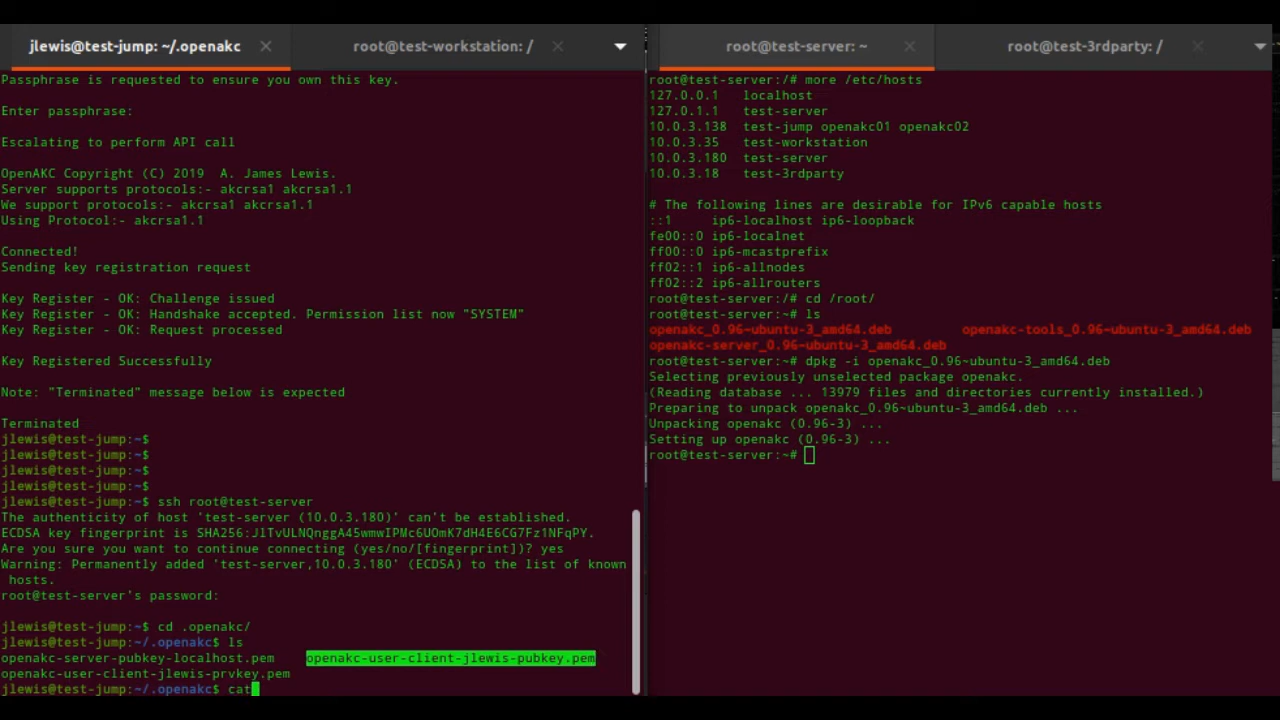 jlewis@test-jump: ~/.openakc
root@test-workstation: /
Passphrase is requested to ensure you own this key.
Enter passphrase:
Escalating to perform API call
OpenAKC Copyright (C) 2019  A. James Lewis.
Server supports protocols:- akcrsa1 akcrsa1.1
We support protocols:- akcrsa1 akcrsa1.1
Using Protocol:- akcrsa1.1
Connected!
Sending key registration request
Key Register - OK: Challenge issued
Key Register - OK: Handshake accepted. Permission list now "SYSTEM"
Key Register - OK: Request processed
Key Registered Successfully
Note: "Terminated" message below is expected
Terminated
jlewis@test-jump:~$
jlewis@test-jump:~$
jlewis@test-jump:~$
jlewis@test-jump:~$
jlewis@test-jump:~$ ssh root@test-server
The authenticity of host 'test-server (10.0.3.180)' can't be established.
ECDSA key fingerprint is SHA256:JlTvULNQnggA45wmwIPMc6UOmK7dH4E6CG7Fz1NFqPY.
Are you sure you want to continue connecting (yes/no/[fingerprint])? yes
Warning: Permanently added 'test-server,10.0.3.180' (ECDSA) to the list of known
hosts.
root@test-server's password:
jlewis@test-jump:~$ cd .openakc/
jlewis@test-jump:~/.openakc$ ls
openakc-server-pubkey-localhost.pem    openakc-user-client-jlewis-pubkey.pem
openakc-user-client-jlewis-prvkey.pem
jlewis@test-jump:~/.openakc$ cat
root@test-server: ~
root@test-3rdparty: /
root@test-server:/# more /etc/hosts
127.0.0.1   localhost
127.0.1.1   test-server
10.0.3.138  test-jump openakc01 openakc02
10.0.3.35   test-workstation
10.0.3.180  test-server
10.0.3.18   test-3rdparty
# The following lines are desirable for IPv6 capable hosts
::1     ip6-localhost ip6-loopback
fe00::0 ip6-localnet
ff00::0 ip6-mcastprefix
ff02::1 ip6-allnodes
ff02::2 ip6-allrouters
root@test-server:/# cd /root/
root@test-server:~# ls
openakc_0.96~ubuntu-3_amd64.deb         openakc-tools_0.96~ubuntu-3_amd64.deb
openakc-server_0.96~ubuntu-3_amd64.deb
root@test-server:~# dpkg -i openakc_0.96~ubuntu-3_amd64.deb
Selecting previously unselected package openakc.
(Reading database ... 13979 files and directories currently installed.)
Preparing to unpack openakc_0.96~ubuntu-3_amd64.deb ...
Unpacking openakc (0.96-3) ...
Setting up openakc (0.96-3) ...
root@test-server:~#